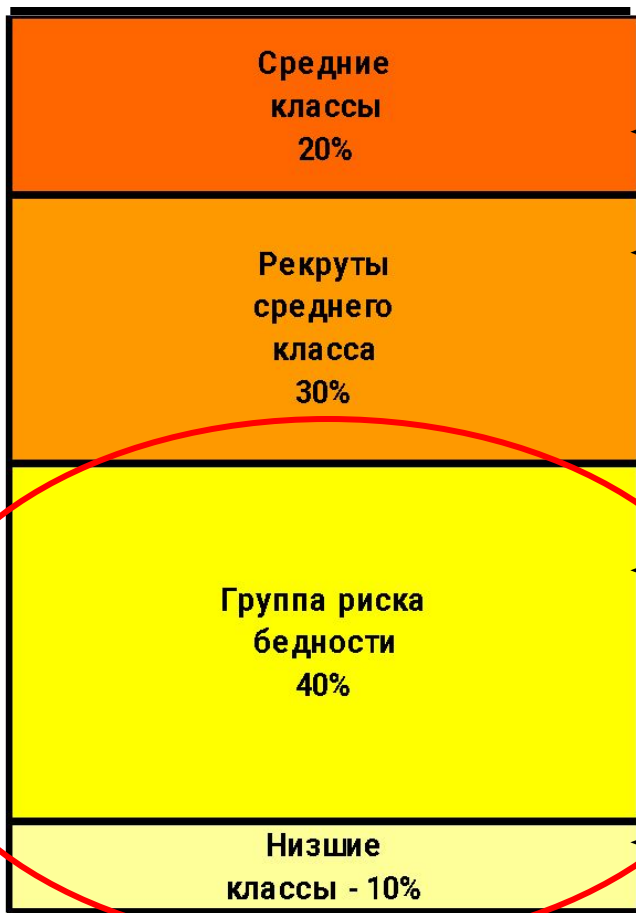 Средние
классы
20%
Рекруты
среднего
класса
30%
Группа риска
бедности
40%
Низшие
классы - 10%